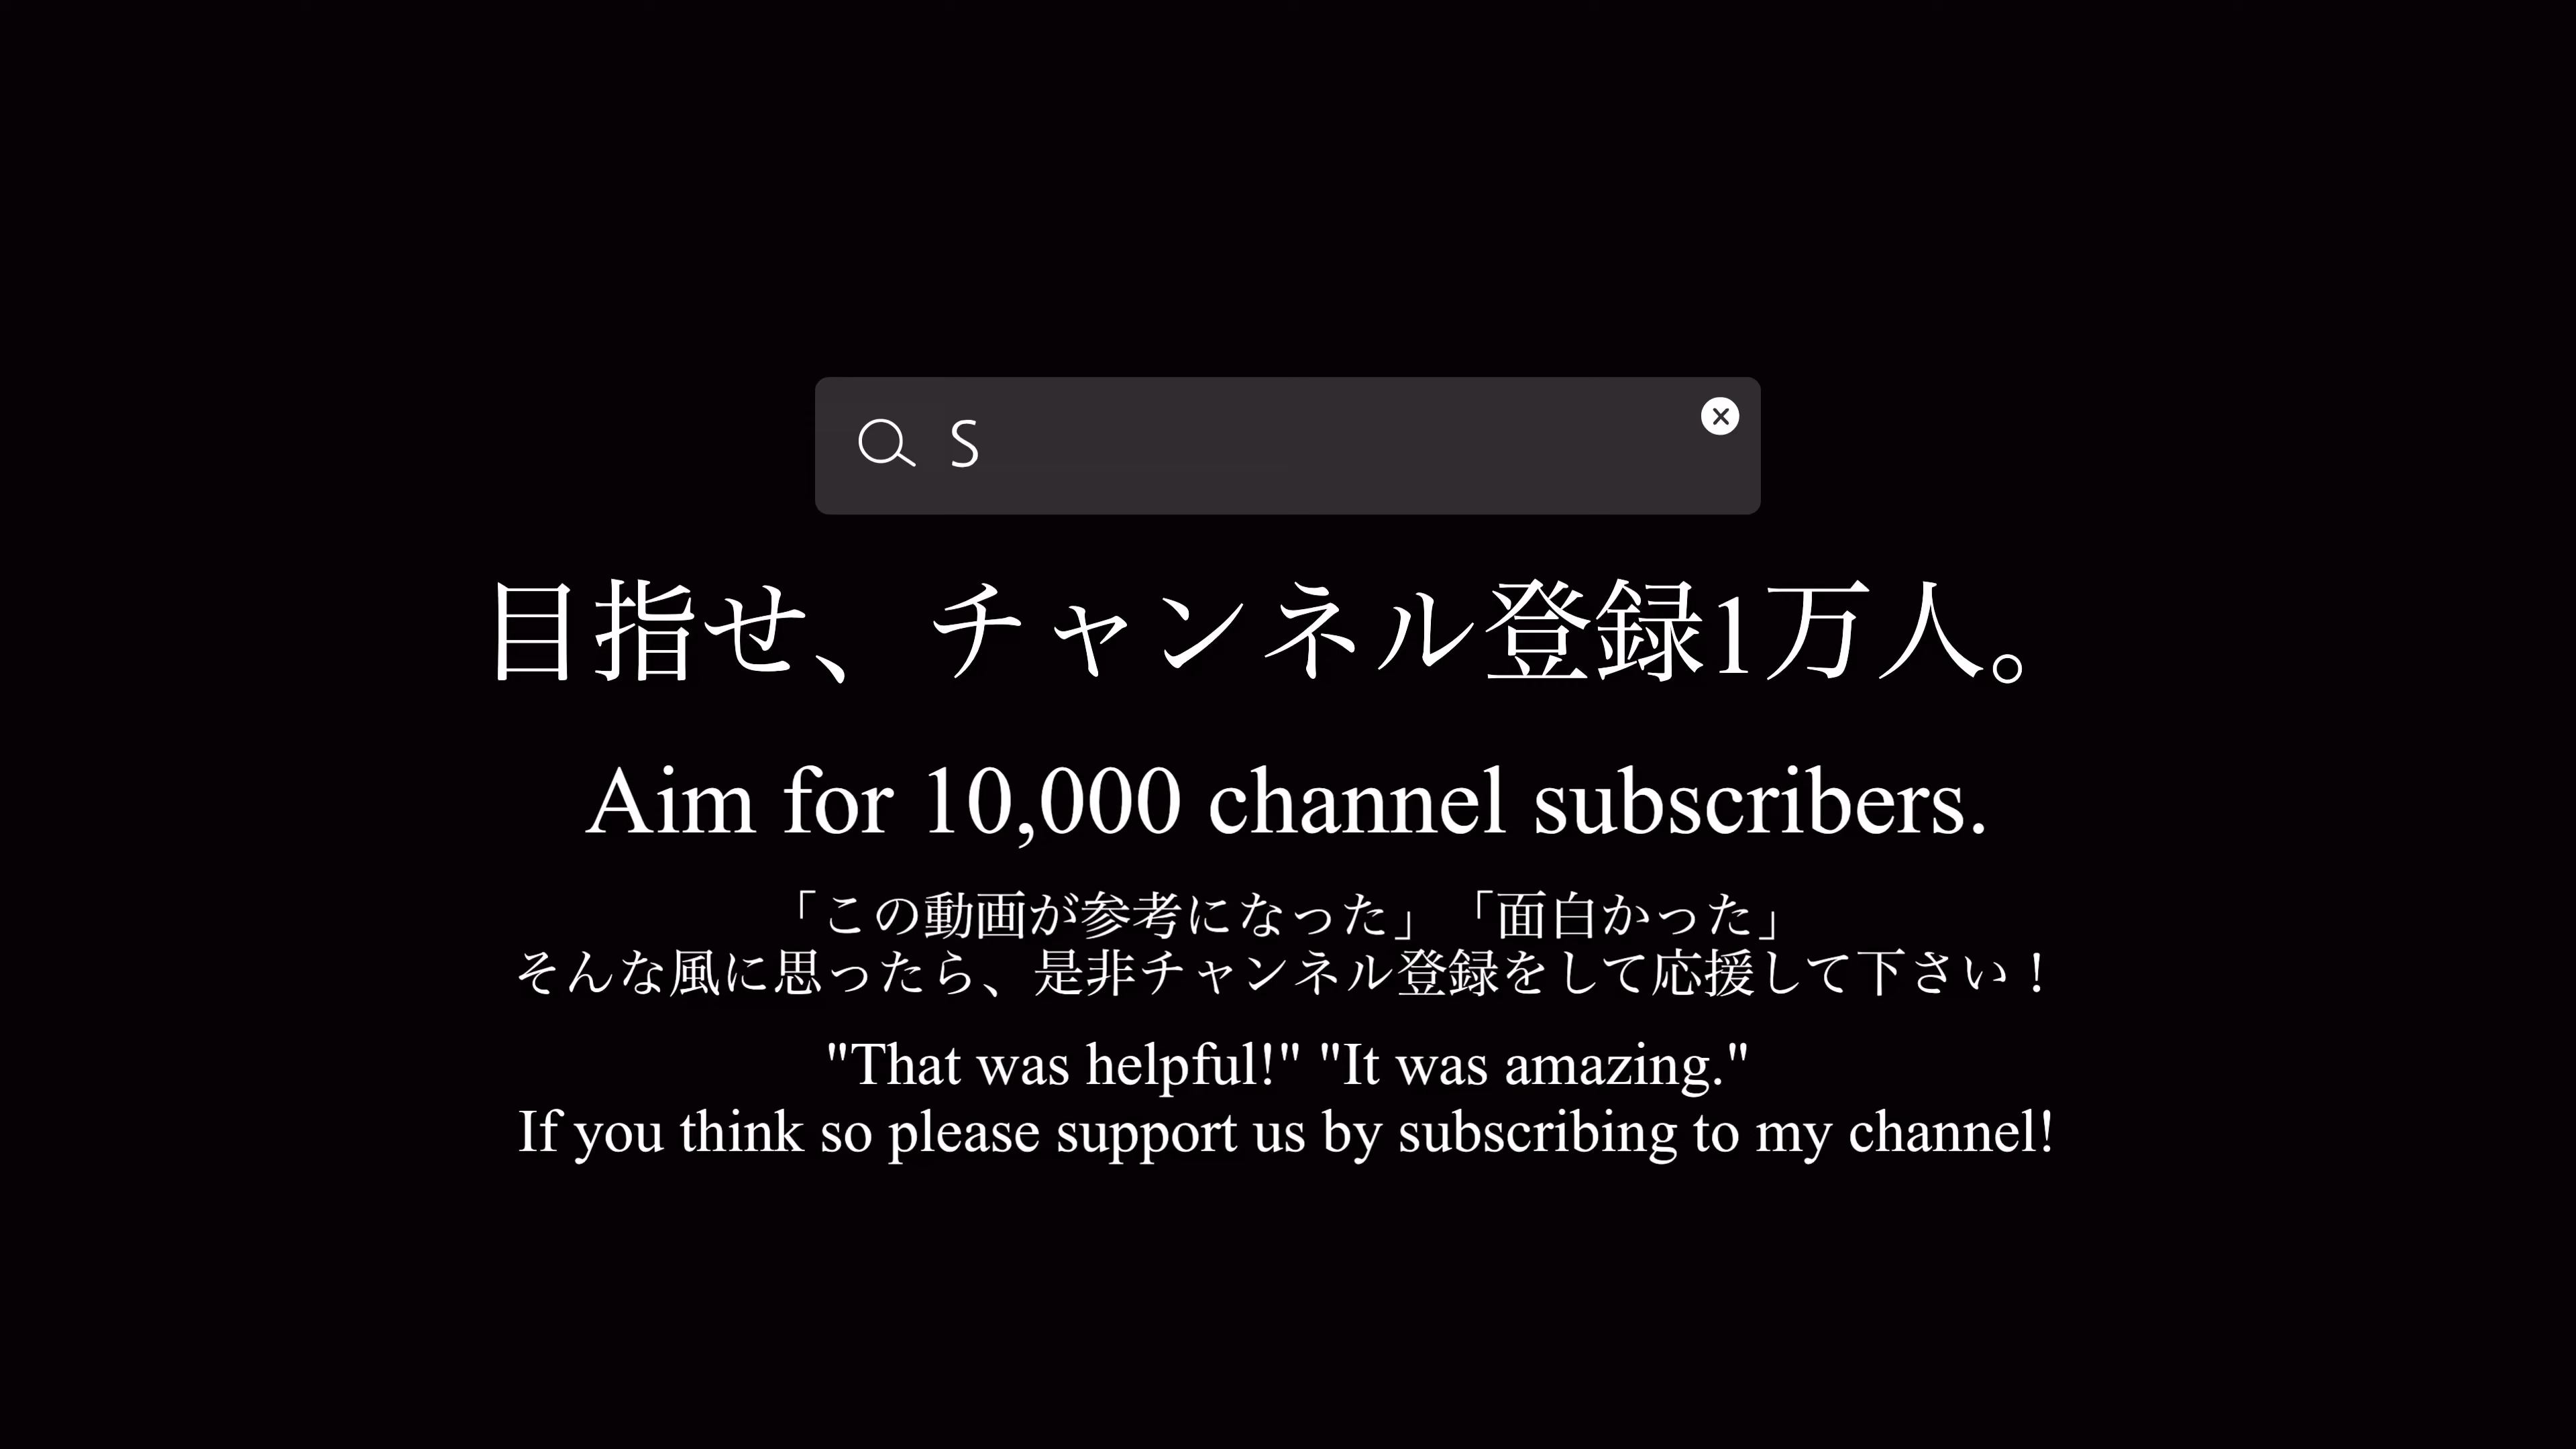 S
目指せ、チャンネル登録1万人。
Aim for 10,000 channel subscribers.
「この動画が参考になった」「面白かった」
そんな風に思ったら、是非チャンネル登録をして応援して下さい！
"That was helpful!" "It was amazing."
If you think so please support us by subscribing to my channel!